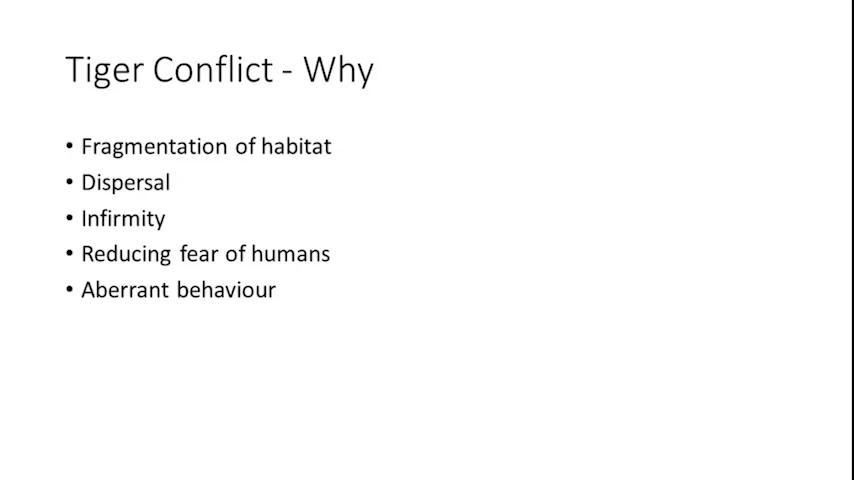 Tiger Conflict - Why
• Fragmentation of habitat
• Dispersal
• Infirmity
• Reducing fear of humans
• Aberrant behaviour